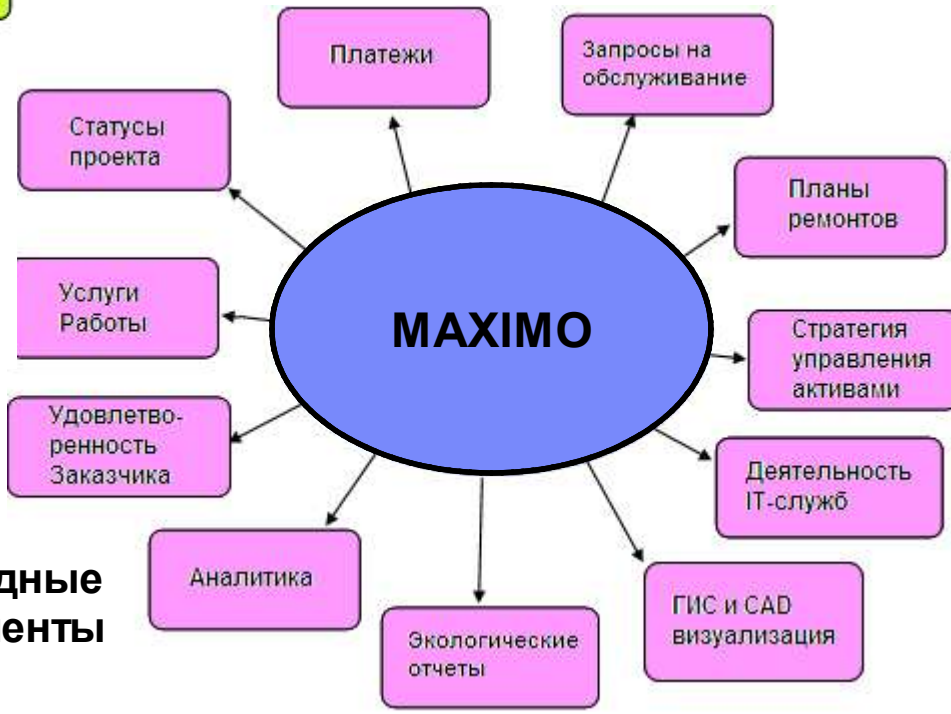 Платежи
Запросы на
обслуживание
Статусы
проекта
Планы
ремонтов
Услуги
Работы
MAXIMO
Стратегия
управления
активами
Удовлетво-
ренность
Заказчика
Деятельность
IT-служб
Аналитика
дные
енты
ГИС и CAD
визуализация
Экологические
отчеты